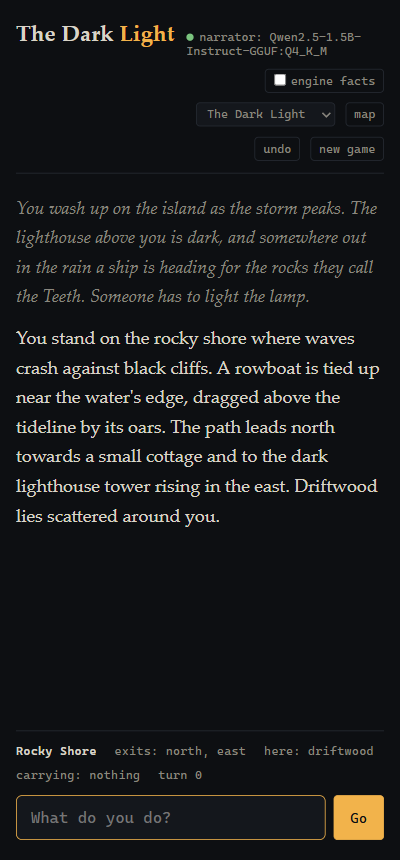 The Dark Light
narrator: Qwen2.5-1.5B-
Instruct-GGUF:Q4_K_M
engine facts
The Dark Light
map
undo
new game
You wash up on the island as the storm peaks. The
lighthouse above you is dark, and somewhere out
in the rain a ship is heading for the rocks they call
the Teeth. Someone has to light the lamp.
You stand on the rocky shore where waves
crash against black cliffs. A rowboat is tied up
near the water's edge, dragged above the
tideline by its oars. The path leads north
towards a small cottage and to the dark
lighthouse tower rising in the east. Driftwood
lies scattered around you.
Rocky Shore exits: north, east here: driftwood
carrying: nothing turn 0
What do you do?
Go